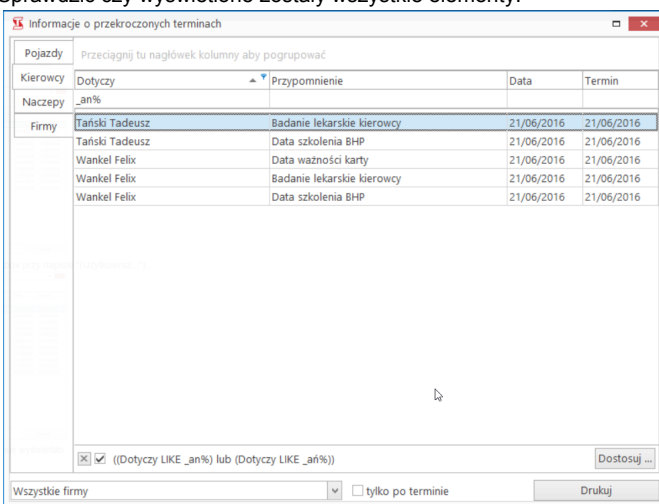 Sprawdzić czy wyświetlone zostały wszystkie elementy:
Informacje o przekroczonych terminach
Pojazdy
Przeciągnij tu nagłówek kolumny aby pogrupować
Kierowcy
Dotyczy Przypomnienie Data Termin
Naczepy
_an%
Firmy
Tański Tadeusz Badanie lekarskie kierowcy 21/06/2016 21/06/2016
Tański Tadeusz Data szkolenia BHP 21/06/2016 21/06/2016
Wankel Felix Data ważności karty 21/06/2016 21/06/2016
Wankel Felix Badanie lekarskie kierowcy 21/06/2016 21/06/2016
Wankel Felix Data szkolenia BHP 21/06/2016 21/06/2016
((Dotyczy LIKE _an%) lub (Dotyczy LIKE _ań%)) Dostosuj ...
Wszystkie firmy tylko po terminie Drukuj